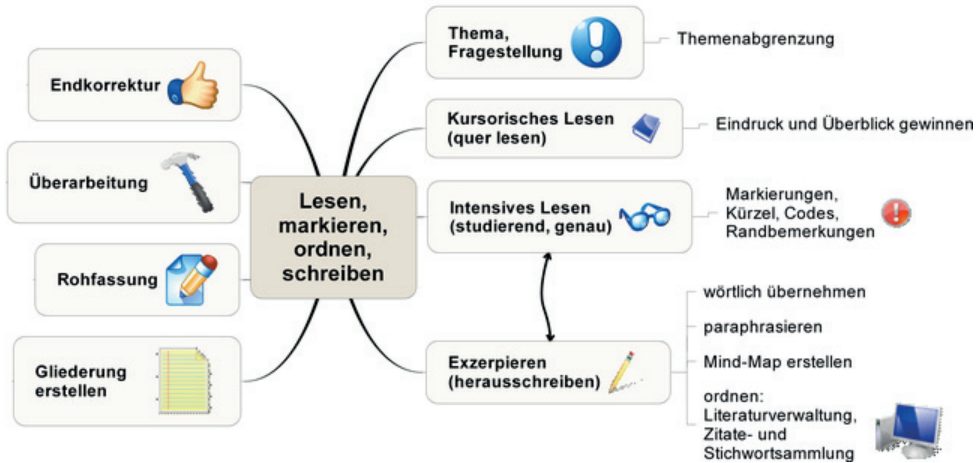 Lesen,
markieren,
ordnen,
schreiben
Thema,
Fragestellung
Themenabgrenzung
Kursorisches Lesen
(quer lesen)
Eindruck und Überblick gewinnen
Intensives Lesen
(studierend, genau)
Markierungen,
Kürzel, Codes,
Randbemerkungen
Exzerpieren
(herausschreiben)
wörtlich übernehmen
paraphrasieren
Mind-Map erstellen
ordnen:
Literaturverwaltung,
Zitate- und
Stichwortsammlung
Gliederung
erstellen
Rohfassung
Überarbeitung
Endkorrektur